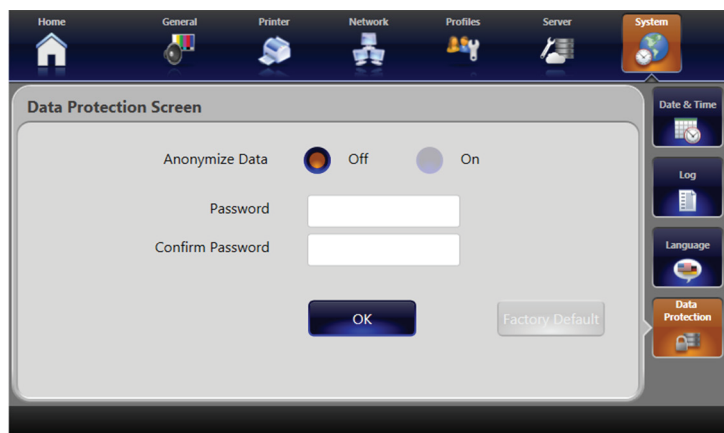 Home General Printer Network Profiles Server System
Data Protection Screen
Date & Time
Anonymize Data Off On
Log
Password
Confirm Password
Language
OK
Factory Default
Data
Protection